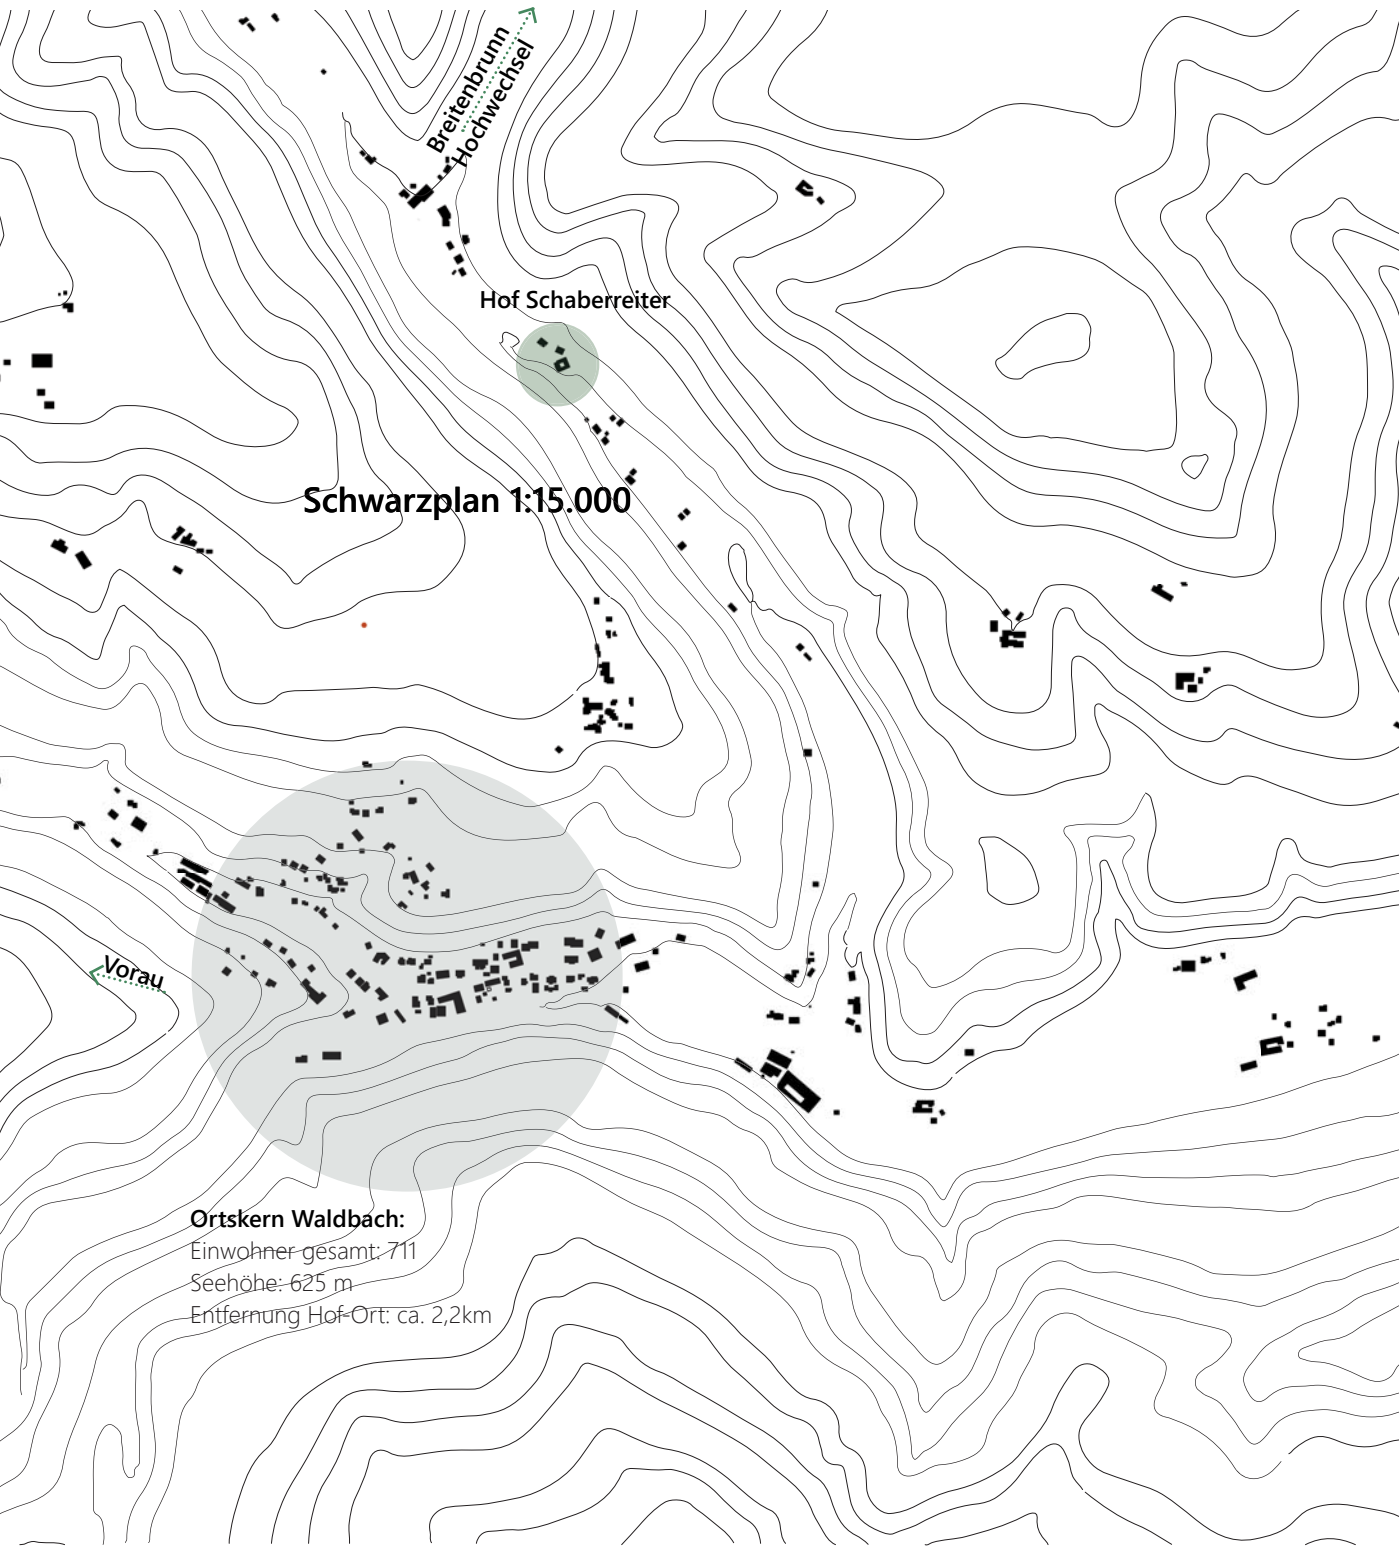 Breitenbrunn
Hochwechsel
Hof Schaberreiter
Schwarzplan 1:15.000
Vorau
Ortskern Waldbach:
Einwohner gesamt: 711
Seehöhe: 625 m
Entfernung Hof-Ort: ca. 2,2km